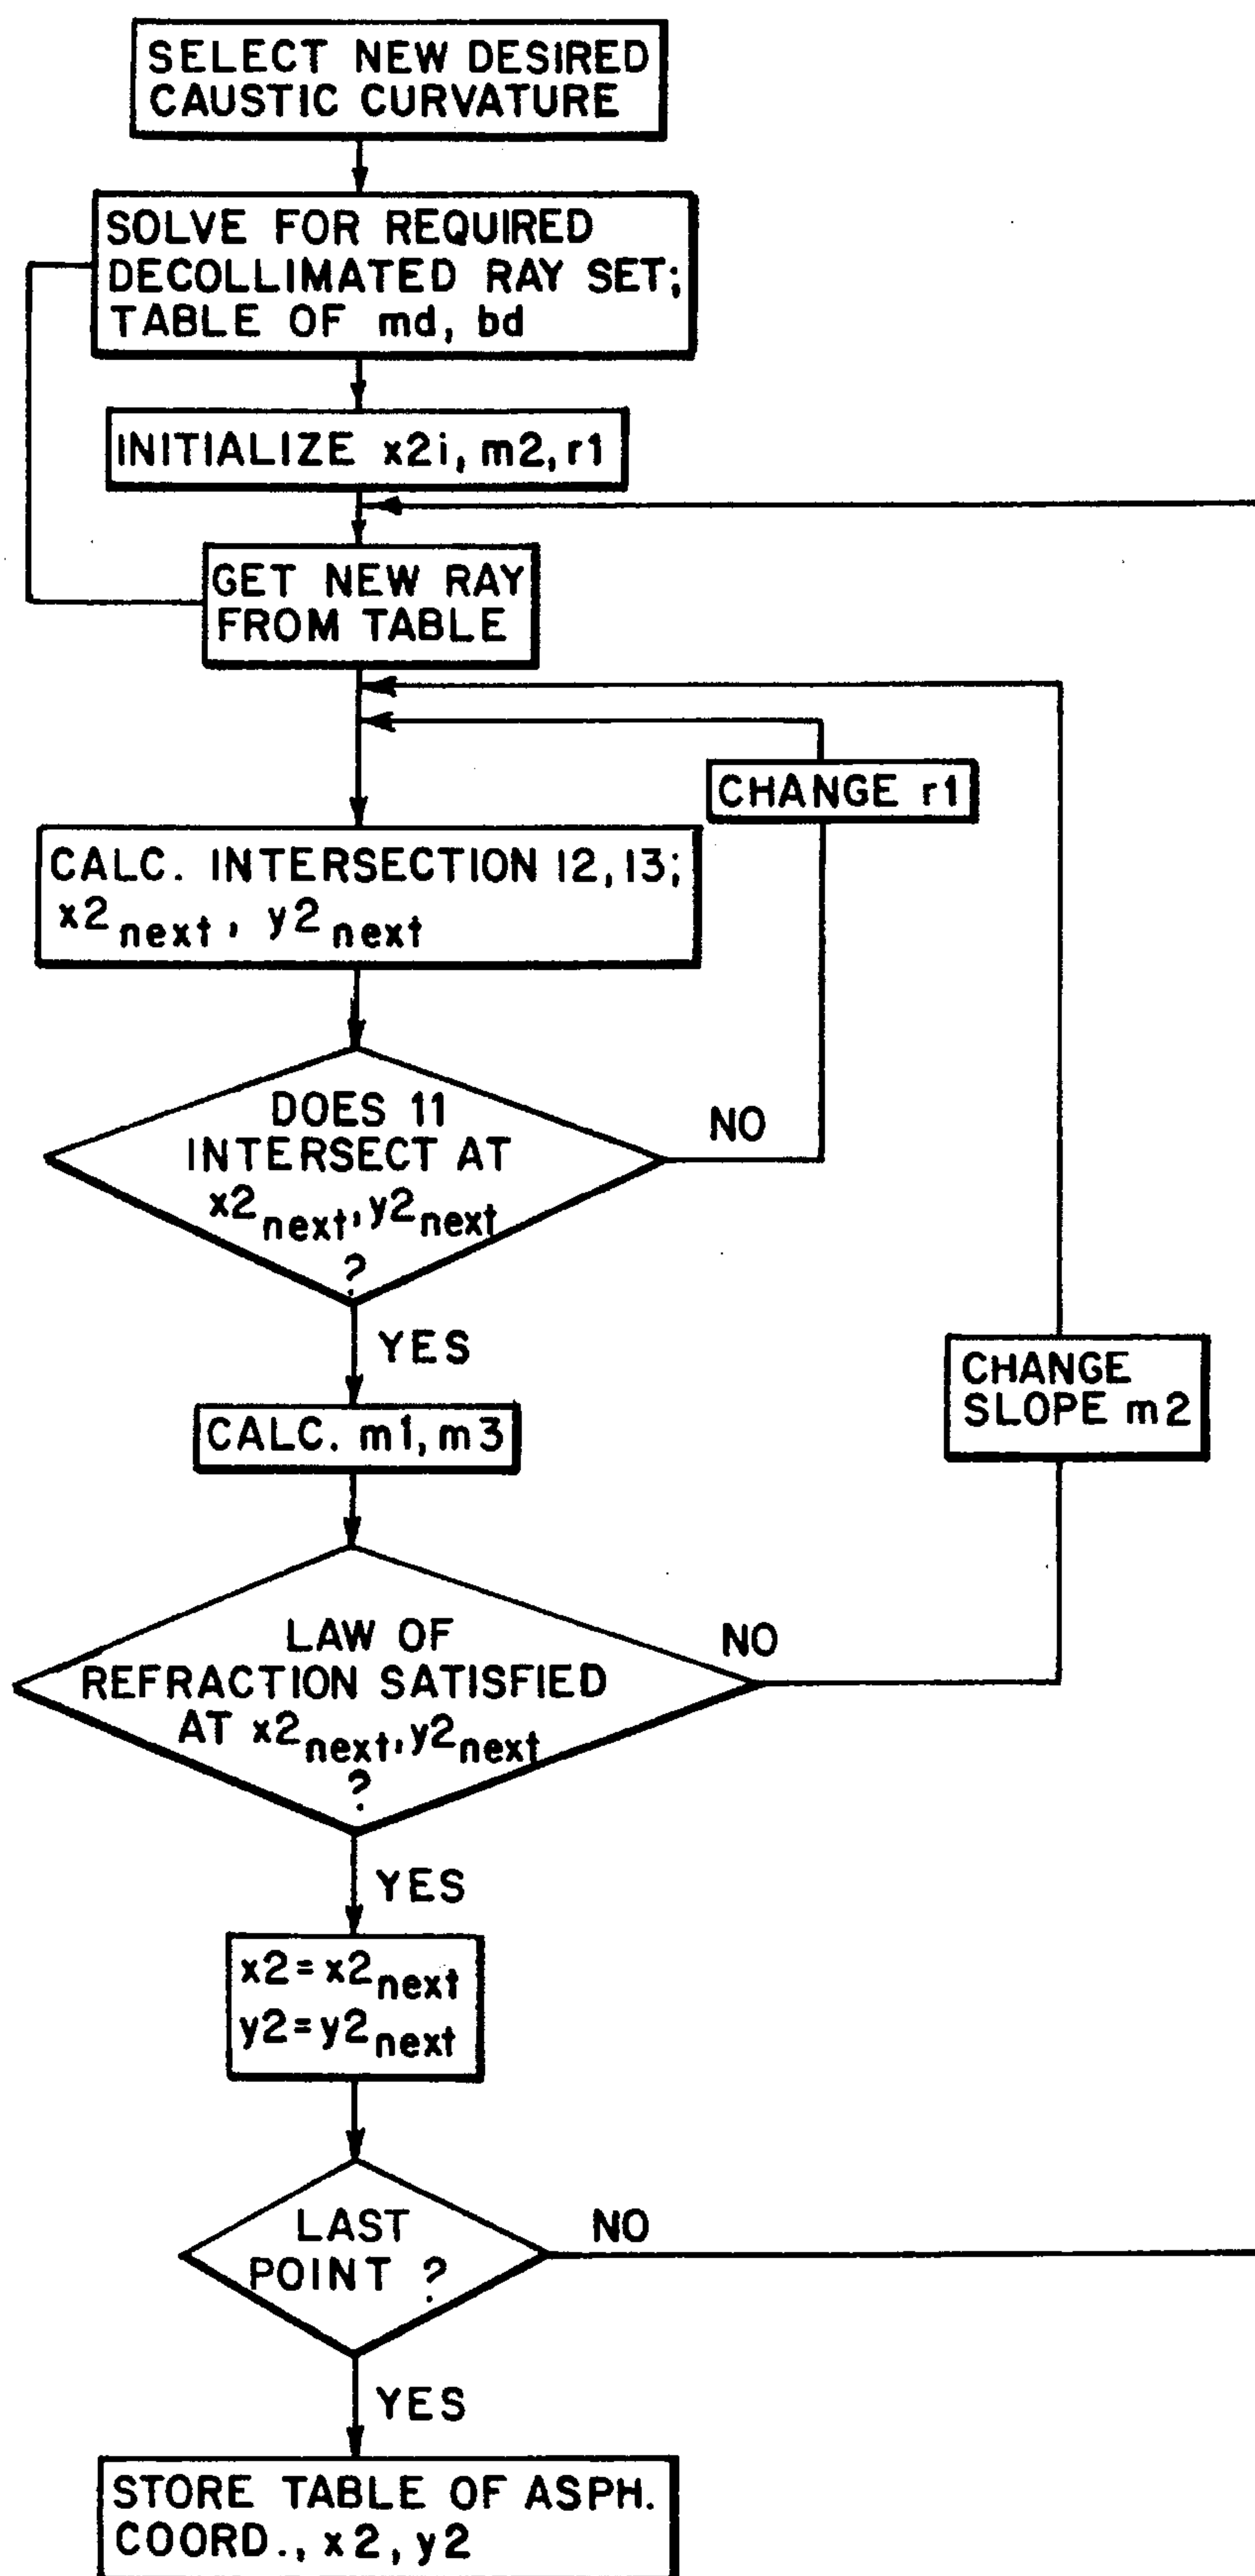 SELECT NEW DESIRED
CAUSTIC CURVATURE
SOLVE FOR REQUIRED
DECOLLIMATED RAY SET;
TABLE OF md, bd
INITIALIZE x2i, m2, r1
GET NEW RAY
FROM TABLE
CHANGE r1
CALC. INTERSECTION 12, 13;
x2next, y2next
DOES 11
INTERSECT AT
x2next, y2next
?
NO
YES
CHANGE
SLOPE m2
CALC. m1, m3
LAW OF
REFRACTION SATISFIED
AT x2next, y2next
?
NO
YES
x2=x2next
y2=y2next
LAST
POINT ?
NO
YES
STORE TABLE OF ASPH.
COORD., x2, y2